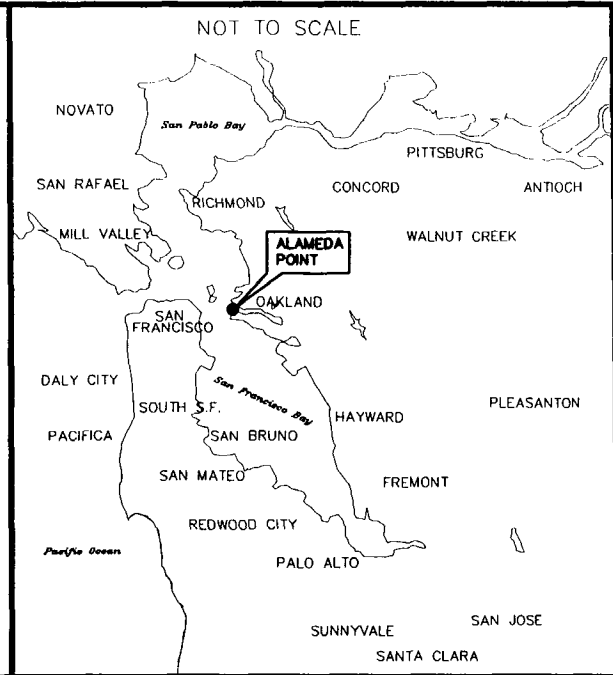 NOT TO SCALE
NOVATO
San Pablo Bay
PITTSBURG
SAN RAFAEL
CONCORD
ANTIOCH
RICHMOND
MILL VALLEY
WALNUT CREEK
ALAMEDA
POINT
OAKLAND
SAN
FRANCISCO
DALY CITY
San Francisco Bay
PLEASANTON
SOUTH S.F.
HAYWARD
PACIFICA
SAN BRUNO
SAN MATEO
FREMONT
REDWOOD CITY
Pacific Ocean
PALO ALTO
SAN JOSE
SUNNYVALE
SANTA CLARA